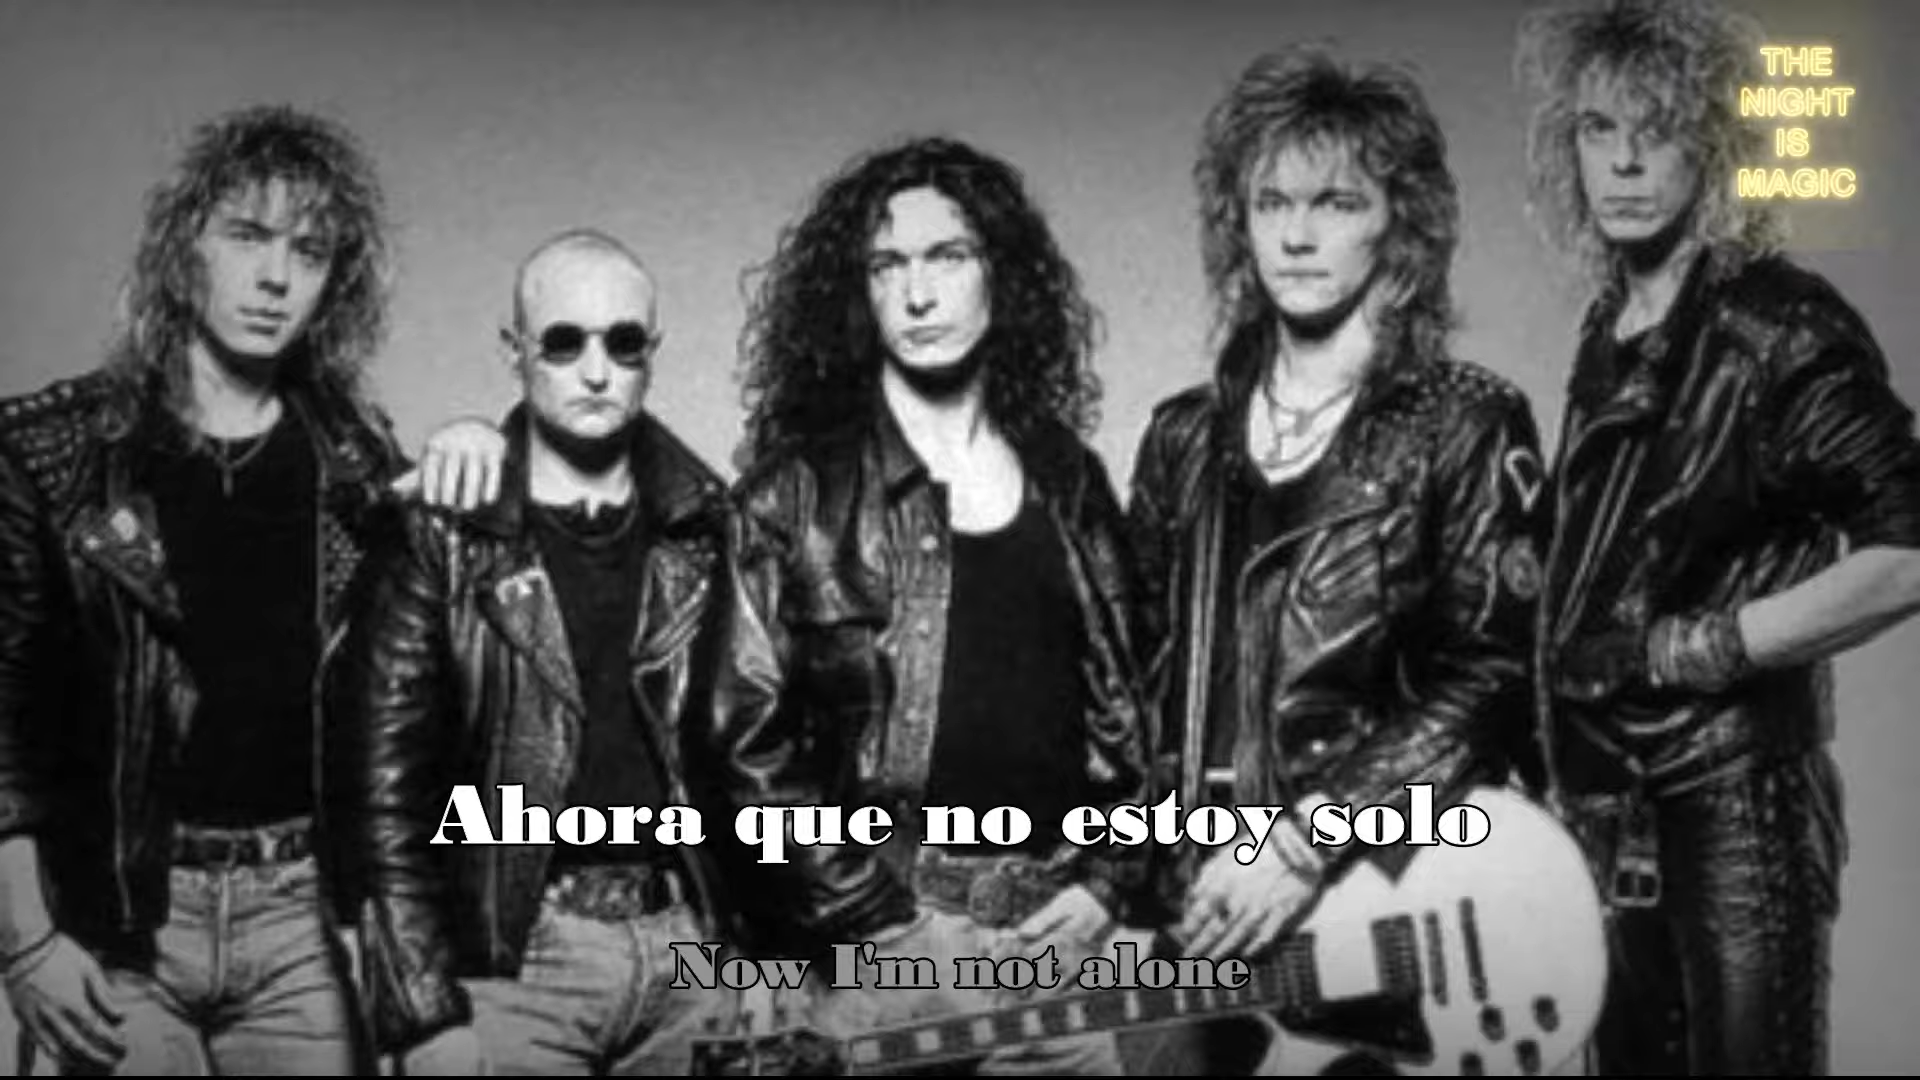 THE
NIGHT
IS
MAGIC
Ahora que no estoy solo
Now I'm not alone